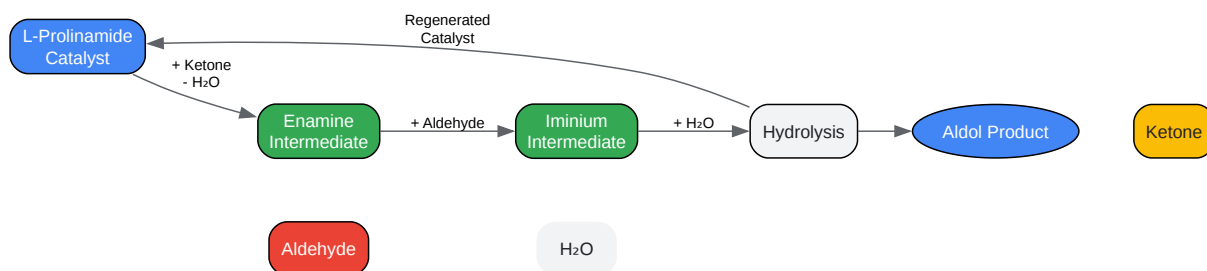 Regenerated
Catalyst
L-Prolinamide
Catalyst
+ Ketone
- H₂O
Enamine
Intermediate
+ Aldehyde
Iminium
Intermediate
+ H₂O
Hydrolysis
Aldol Product
Ketone
Aldehyde
H₂O